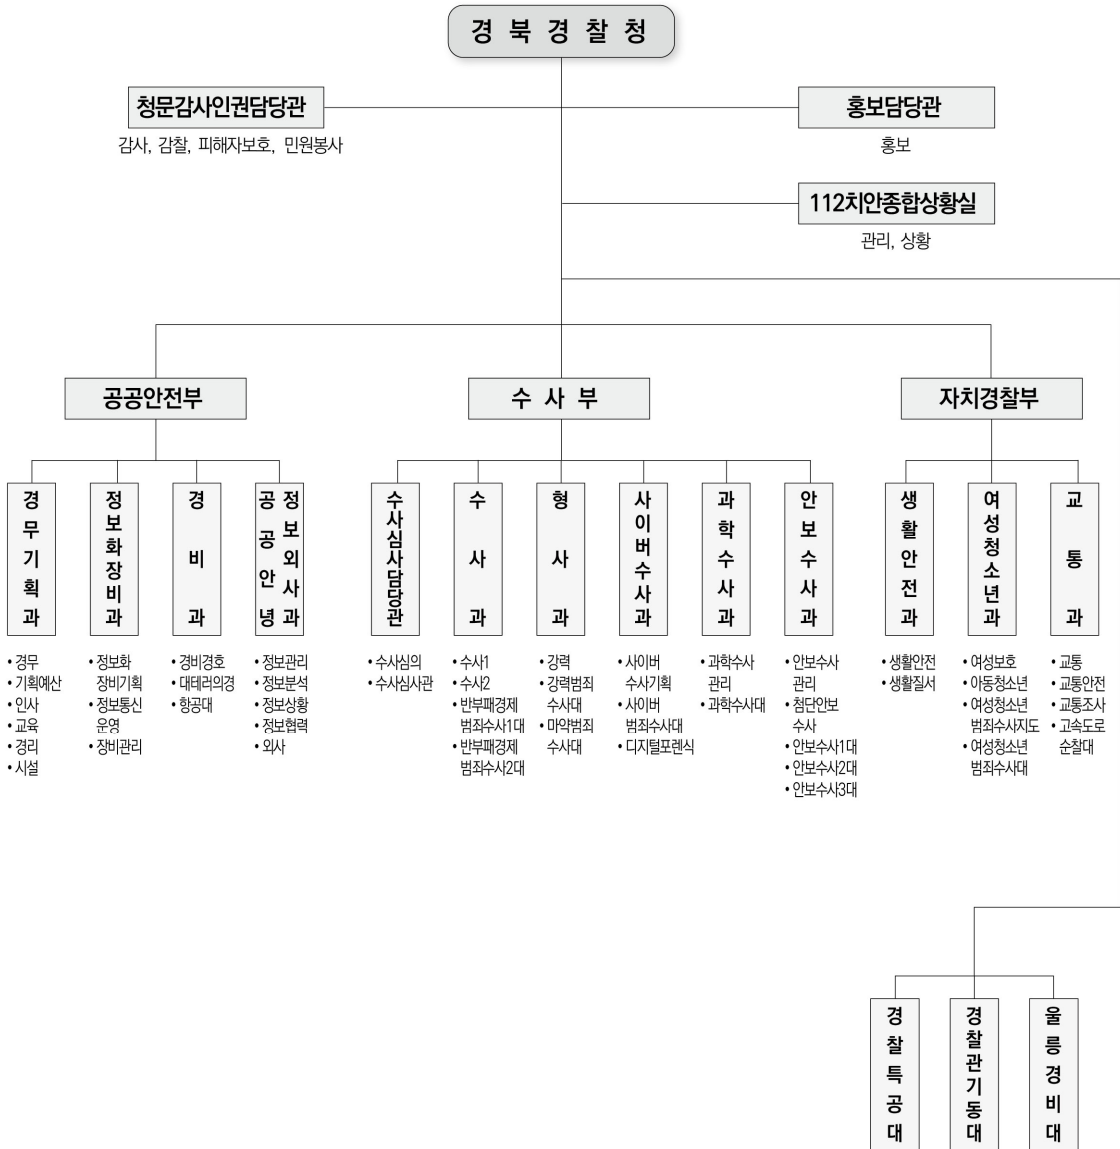 경 북 경 찰 청
청문감사인권담당관
감사, 감찰, 피해자보호, 민원봉사
홍보담당관
홍보
112치안종합상황실
관리, 상황
공공안전부
수 사 부
자치경찰부
경무기획과
• 경무
• 기획예산
• 인사
• 교육
• 경리
• 시설
정보화장비과
• 정보화
장비기획
• 정보통신
운영
• 장비관리
경 비 과
• 경비경호
• 대테러의경
• 항공대
공공안녕
정보외사과
• 정보관리
• 정보분석
• 정보상황
• 정보협력
• 외사
수사심사담당관
• 수사심의
• 수사심사관
수 사 과
• 수사1
• 수사2
• 반부패경제
범죄수사1대
• 반부패경제
범죄수사2대
형 사 과
• 강력
• 강력범죄
수사대
• 마약범죄
수사대
사이버수사과
• 사이버
수사기획
• 사이버
범죄수사대
• 디지털포렌식
과학수사과
• 과학수사
관리
• 과학수사대
안보수사과
• 안보수사
관리
• 첨단안보
수사
• 안보수사1대
• 안보수사2대
• 안보수사3대
생활안전과
• 생활안전
• 생활질서
여성청소년과
• 여성보호
• 아동청소년
• 여성청소년
범죄수사지도
• 여성청소년
범죄수사대
교 통 과
• 교통
• 교통안전
• 교통조사
• 고속도로
순찰대
경찰특공대
경찰관기동대
울릉경비대